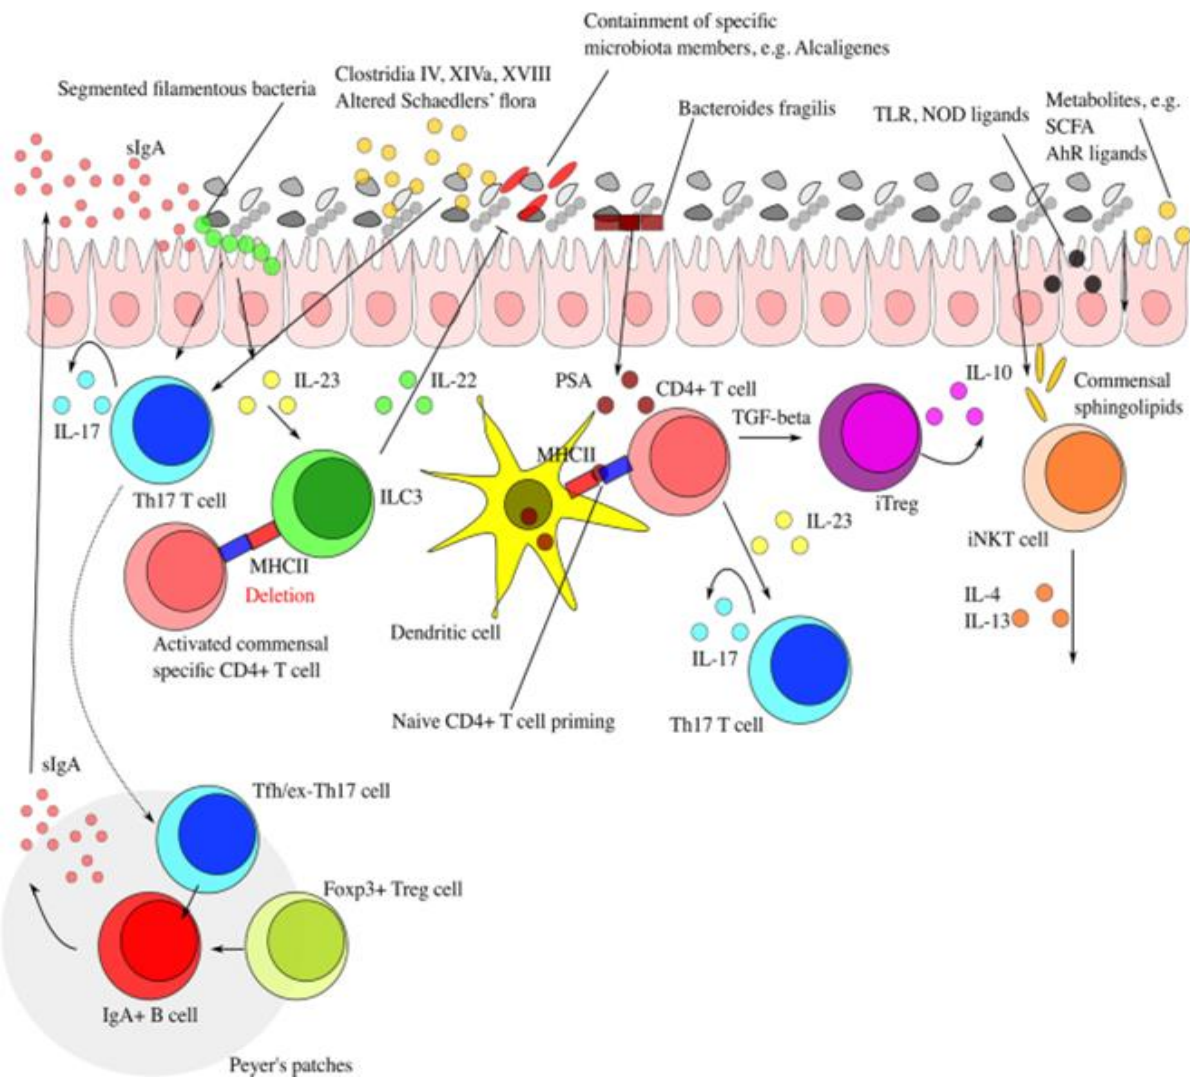 Containment of specific
microbiota members, e.g. Alcaligenes
Segmented filamentous bacteria
Clostridia IV, XIVa, XVIII
Altered Schaedlers' flora
Bacteroides fragilis
TLR, NOD ligands
Metabolites, e.g.
SCFA
AhR ligands
sIgA
IL-17
Th17 T cell
IL-23
IL-22
ILC3
MHCII
Deletion
Activated commensal
specific CD4+ T cell
PSA
CD4+ T cell
MHCII
TGF-beta
Dendritic cell
Naive CD4+ T cell priming
IL-23
IL-17
Th17 T cell
IL-10
iTreg
Commensal
sphingolipids
iNKT cell
IL-4
IL-13
sIgA
Tfh/ex-Th17 cell
Foxp3+ Treg cell
IgA+ B cell
Peyer's patches